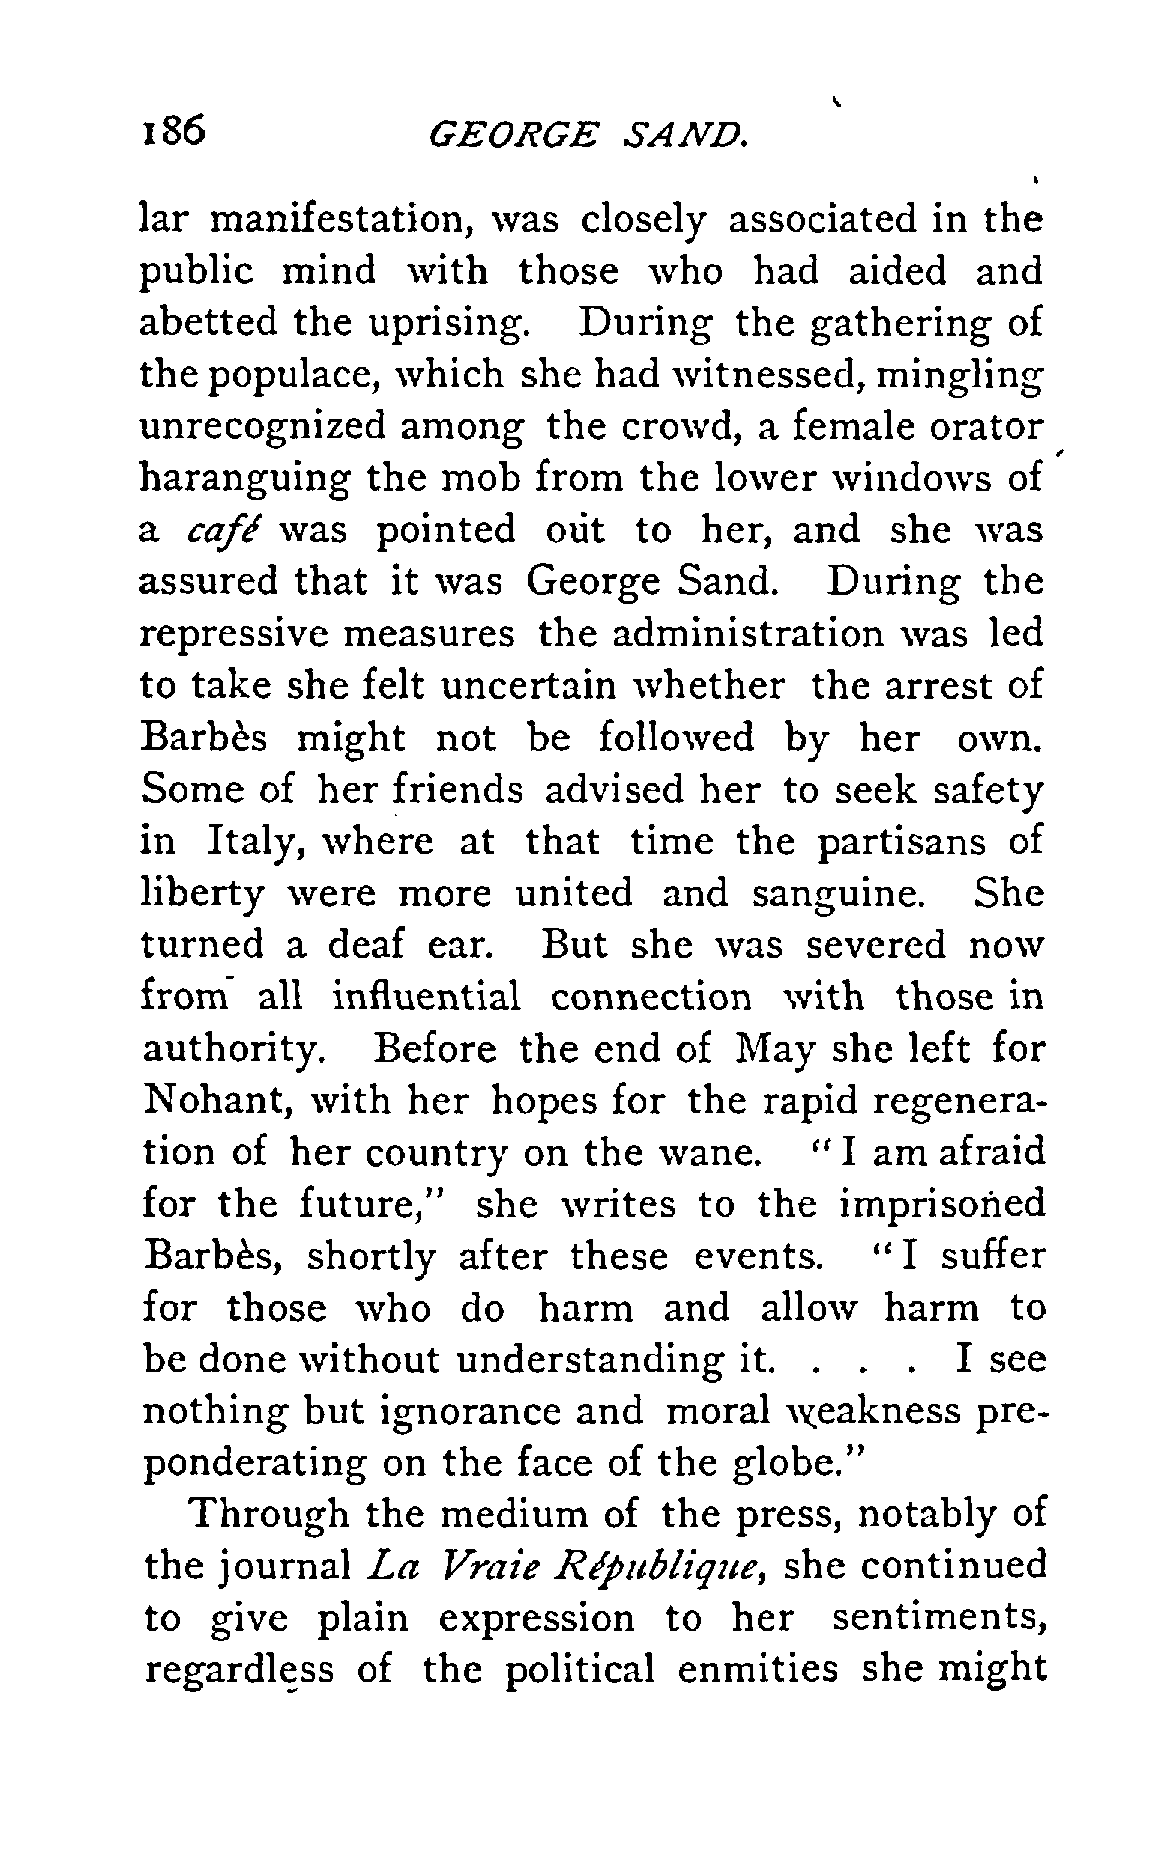 186 GEORGE SAND.
lar manifestation, was closely associated in the
public mind with those who had aided and
abetted the uprising. During the gathering of
the populace, which she had witnessed, mingling
unrecognized among the crowd, a female orator
haranguing the mob from the lower windows of
a café was pointed out to her, and she was
assured that it was George Sand. During the
repressive measures the administration was led
to take she felt uncertain whether the arrest of
Barbès might not be followed by her own.
Some of her friends advised her to seek safety
in Italy, where at that time the partisans of
liberty were more united and sanguine. She
turned a deaf ear. But she was severed now
from all influential connection with those in
authority. Before the end of May she left for
Nohant, with her hopes for the rapid regenera-
tion of her country on the wane. "I am afraid
for the future," she writes to the imprisoned
Barbès, shortly after these events. "I suffer
for those who do harm and allow harm to
be done without understanding it. . . . I see
nothing but ignorance and moral weakness pre-
ponderating on the face of the globe."
Through the medium of the press, notably of
the journal La Vraie République, she continued
to give plain expression to her sentiments,
regardless of the political enmities she might